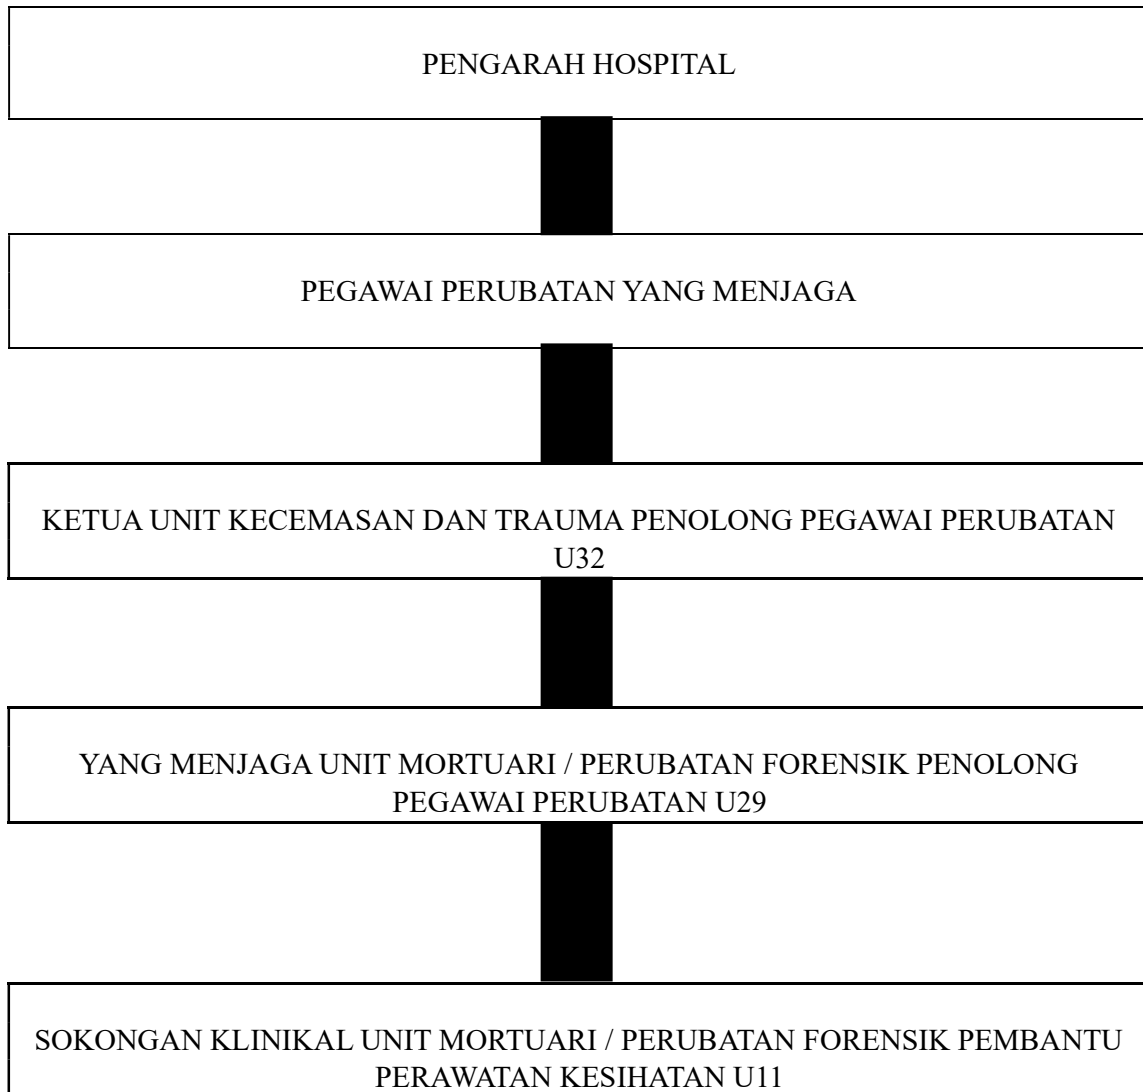 PENGARAH HOSPITAL
PEGAWAI PERUBATAN YANG MENJAGA
KETUA UNIT KECEMASAN DAN TRAUMA PENOLONG PEGAWAI PERUBATAN
U32
YANG MENJAGA UNIT MORTUARI / PERUBATAN FORENSIK PENOLONG
PEGAWAI PERUBATAN U29
SOKONGAN KLINIKAL UNIT MORTUARI / PERUBATAN FORENSIK PEMBANTU
PERAWATAN KESIHATAN U11